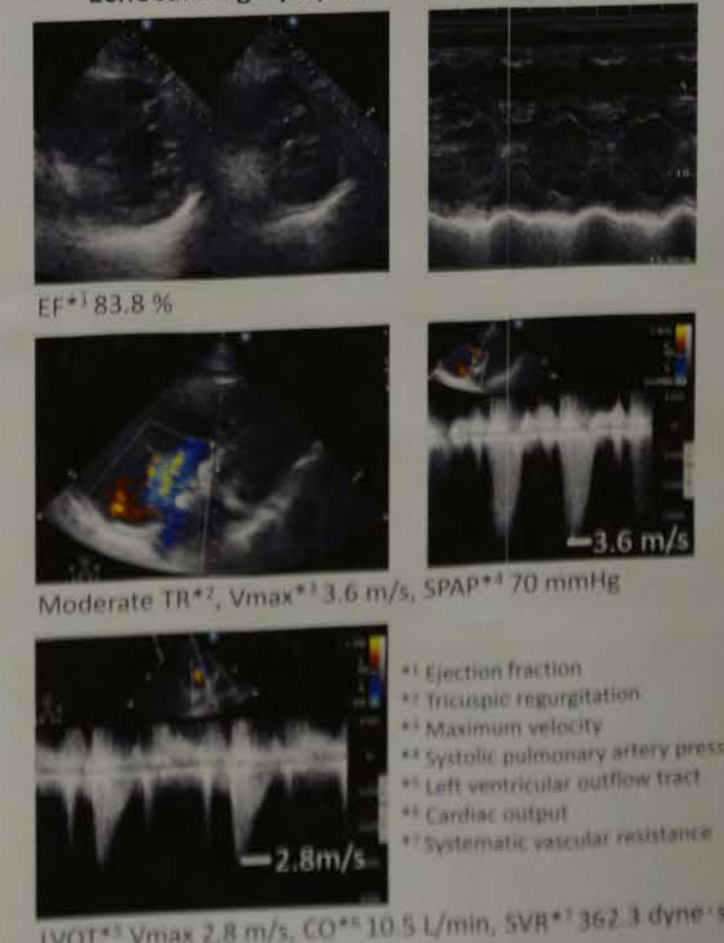 EF*1 83.8 %
3.6 m/s
Moderate TR*2, Vmax*3 3.6 m/s, SPAP*4 70 mmHg
*1 Ejection fraction
*2 Tricuspic regurgitation
*3 Maximum velocity
*4 Systolic pulmonary artery press
*5 Left ventricular outflow tract
*6 Cardiac output
*7 Systematic vascular resistance
2.8m/s
LVOT*5 Vmax 2.8 m/s, CO*6 10.5 L/min, SVR*7 362.3 dyne·s